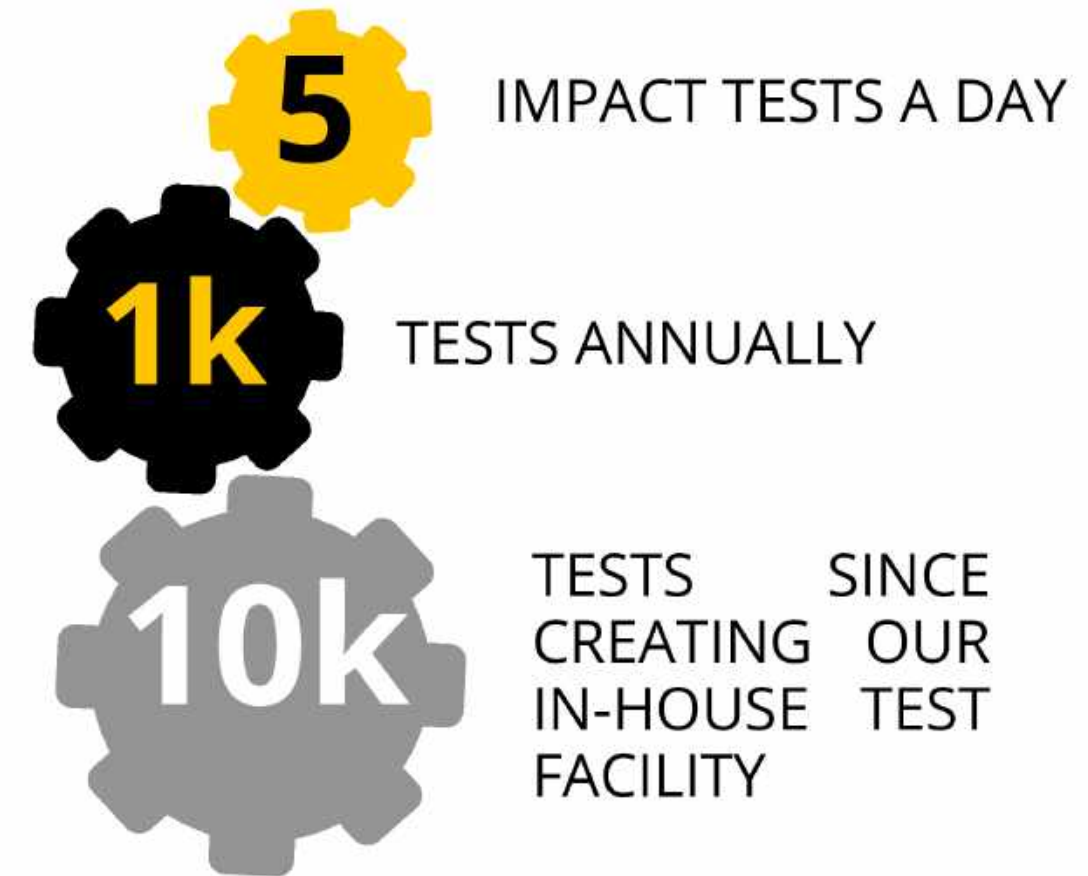 5
IMPACT TESTS A DAY
1k
TESTS ANNUALLY
10k
TESTS SINCE
CREATING OUR
IN-HOUSE TEST
FACILITY